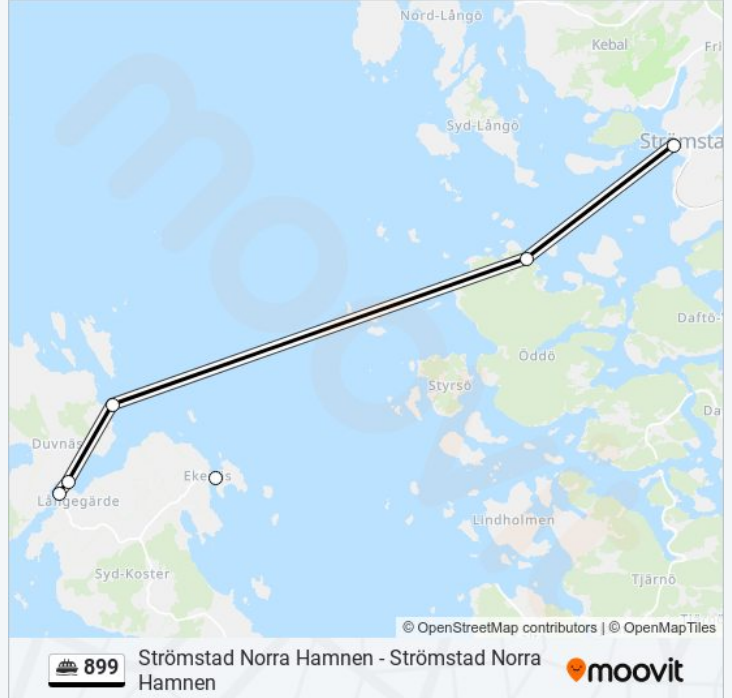 Nord-Långö
Kebal
Fri
Syd-Långö
Strömsta
Daftö-
Öddö
Styrsö
Da
Duvnäs
Ekenäs
Långegärde
Lindholmen
Syd-Koster
Tjärnö
© OpenStreetMap contributors | © OpenMapTiles
899
Strömstad Norra Hamnen - Strömstad Norra
Hamnen
moovit